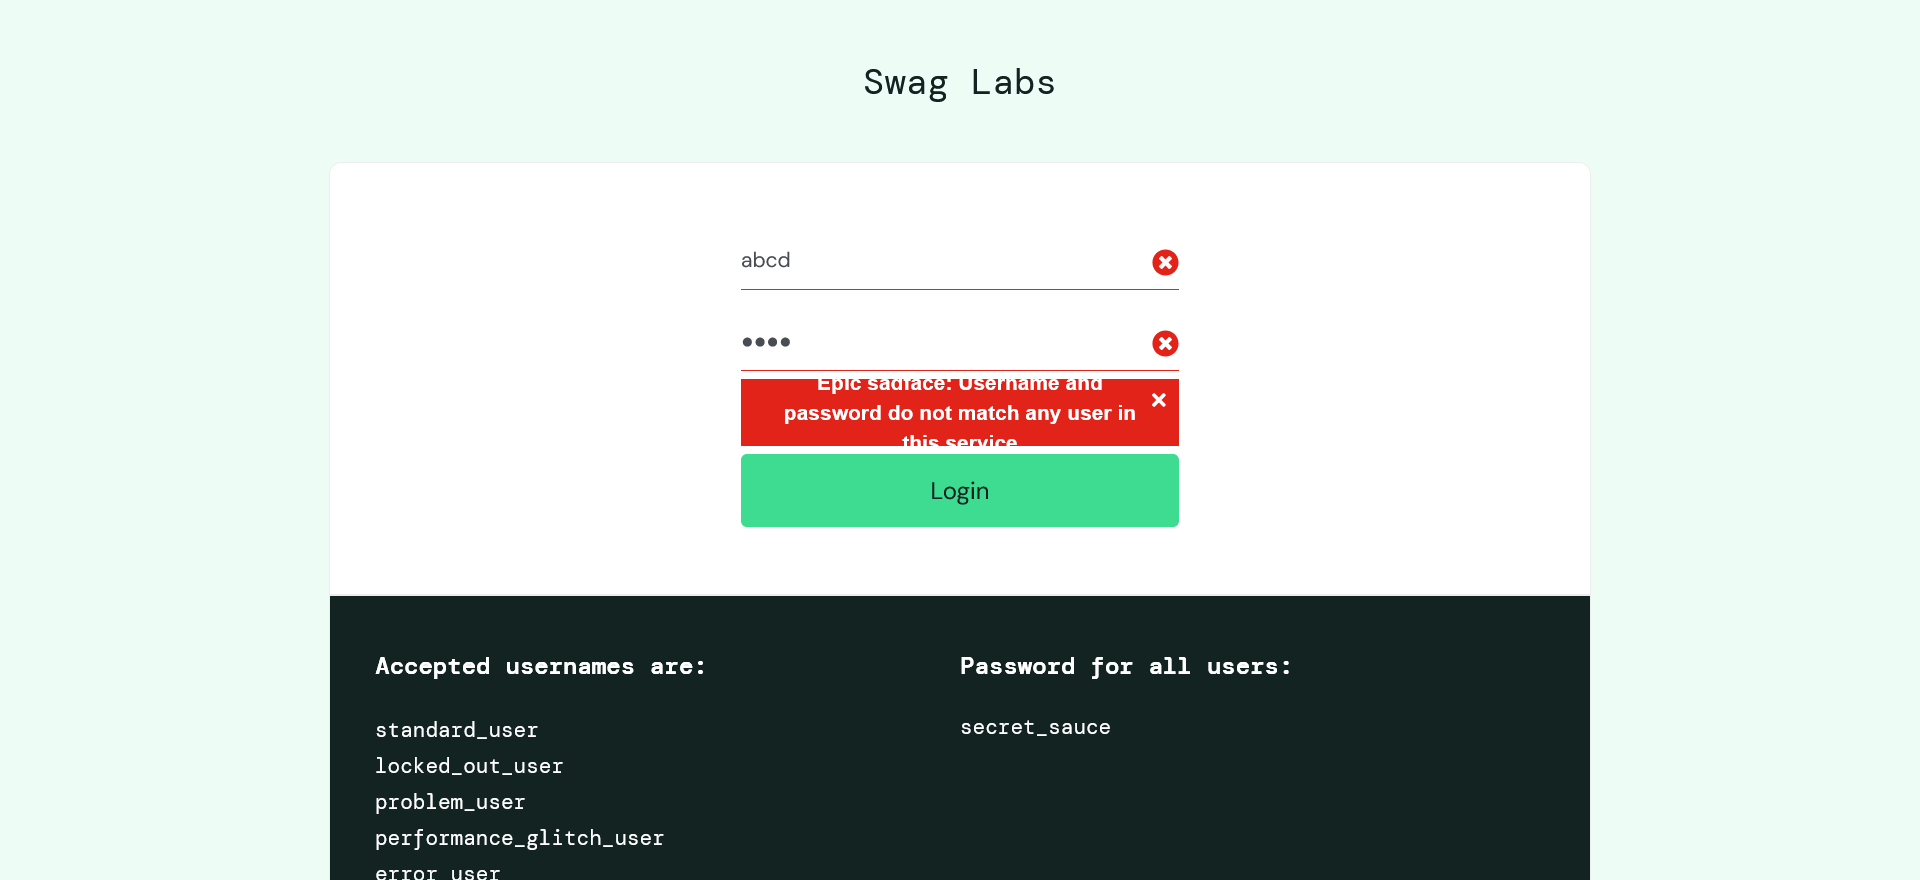 Swag Labs
abcd
••••
Epic sadface: Username and
password do not match any user in
this service
Login
Accepted usernames are:
standard_user
locked_out_user
problem_user
performance_glitch_user
error_user
Password for all users:
secret_sauce